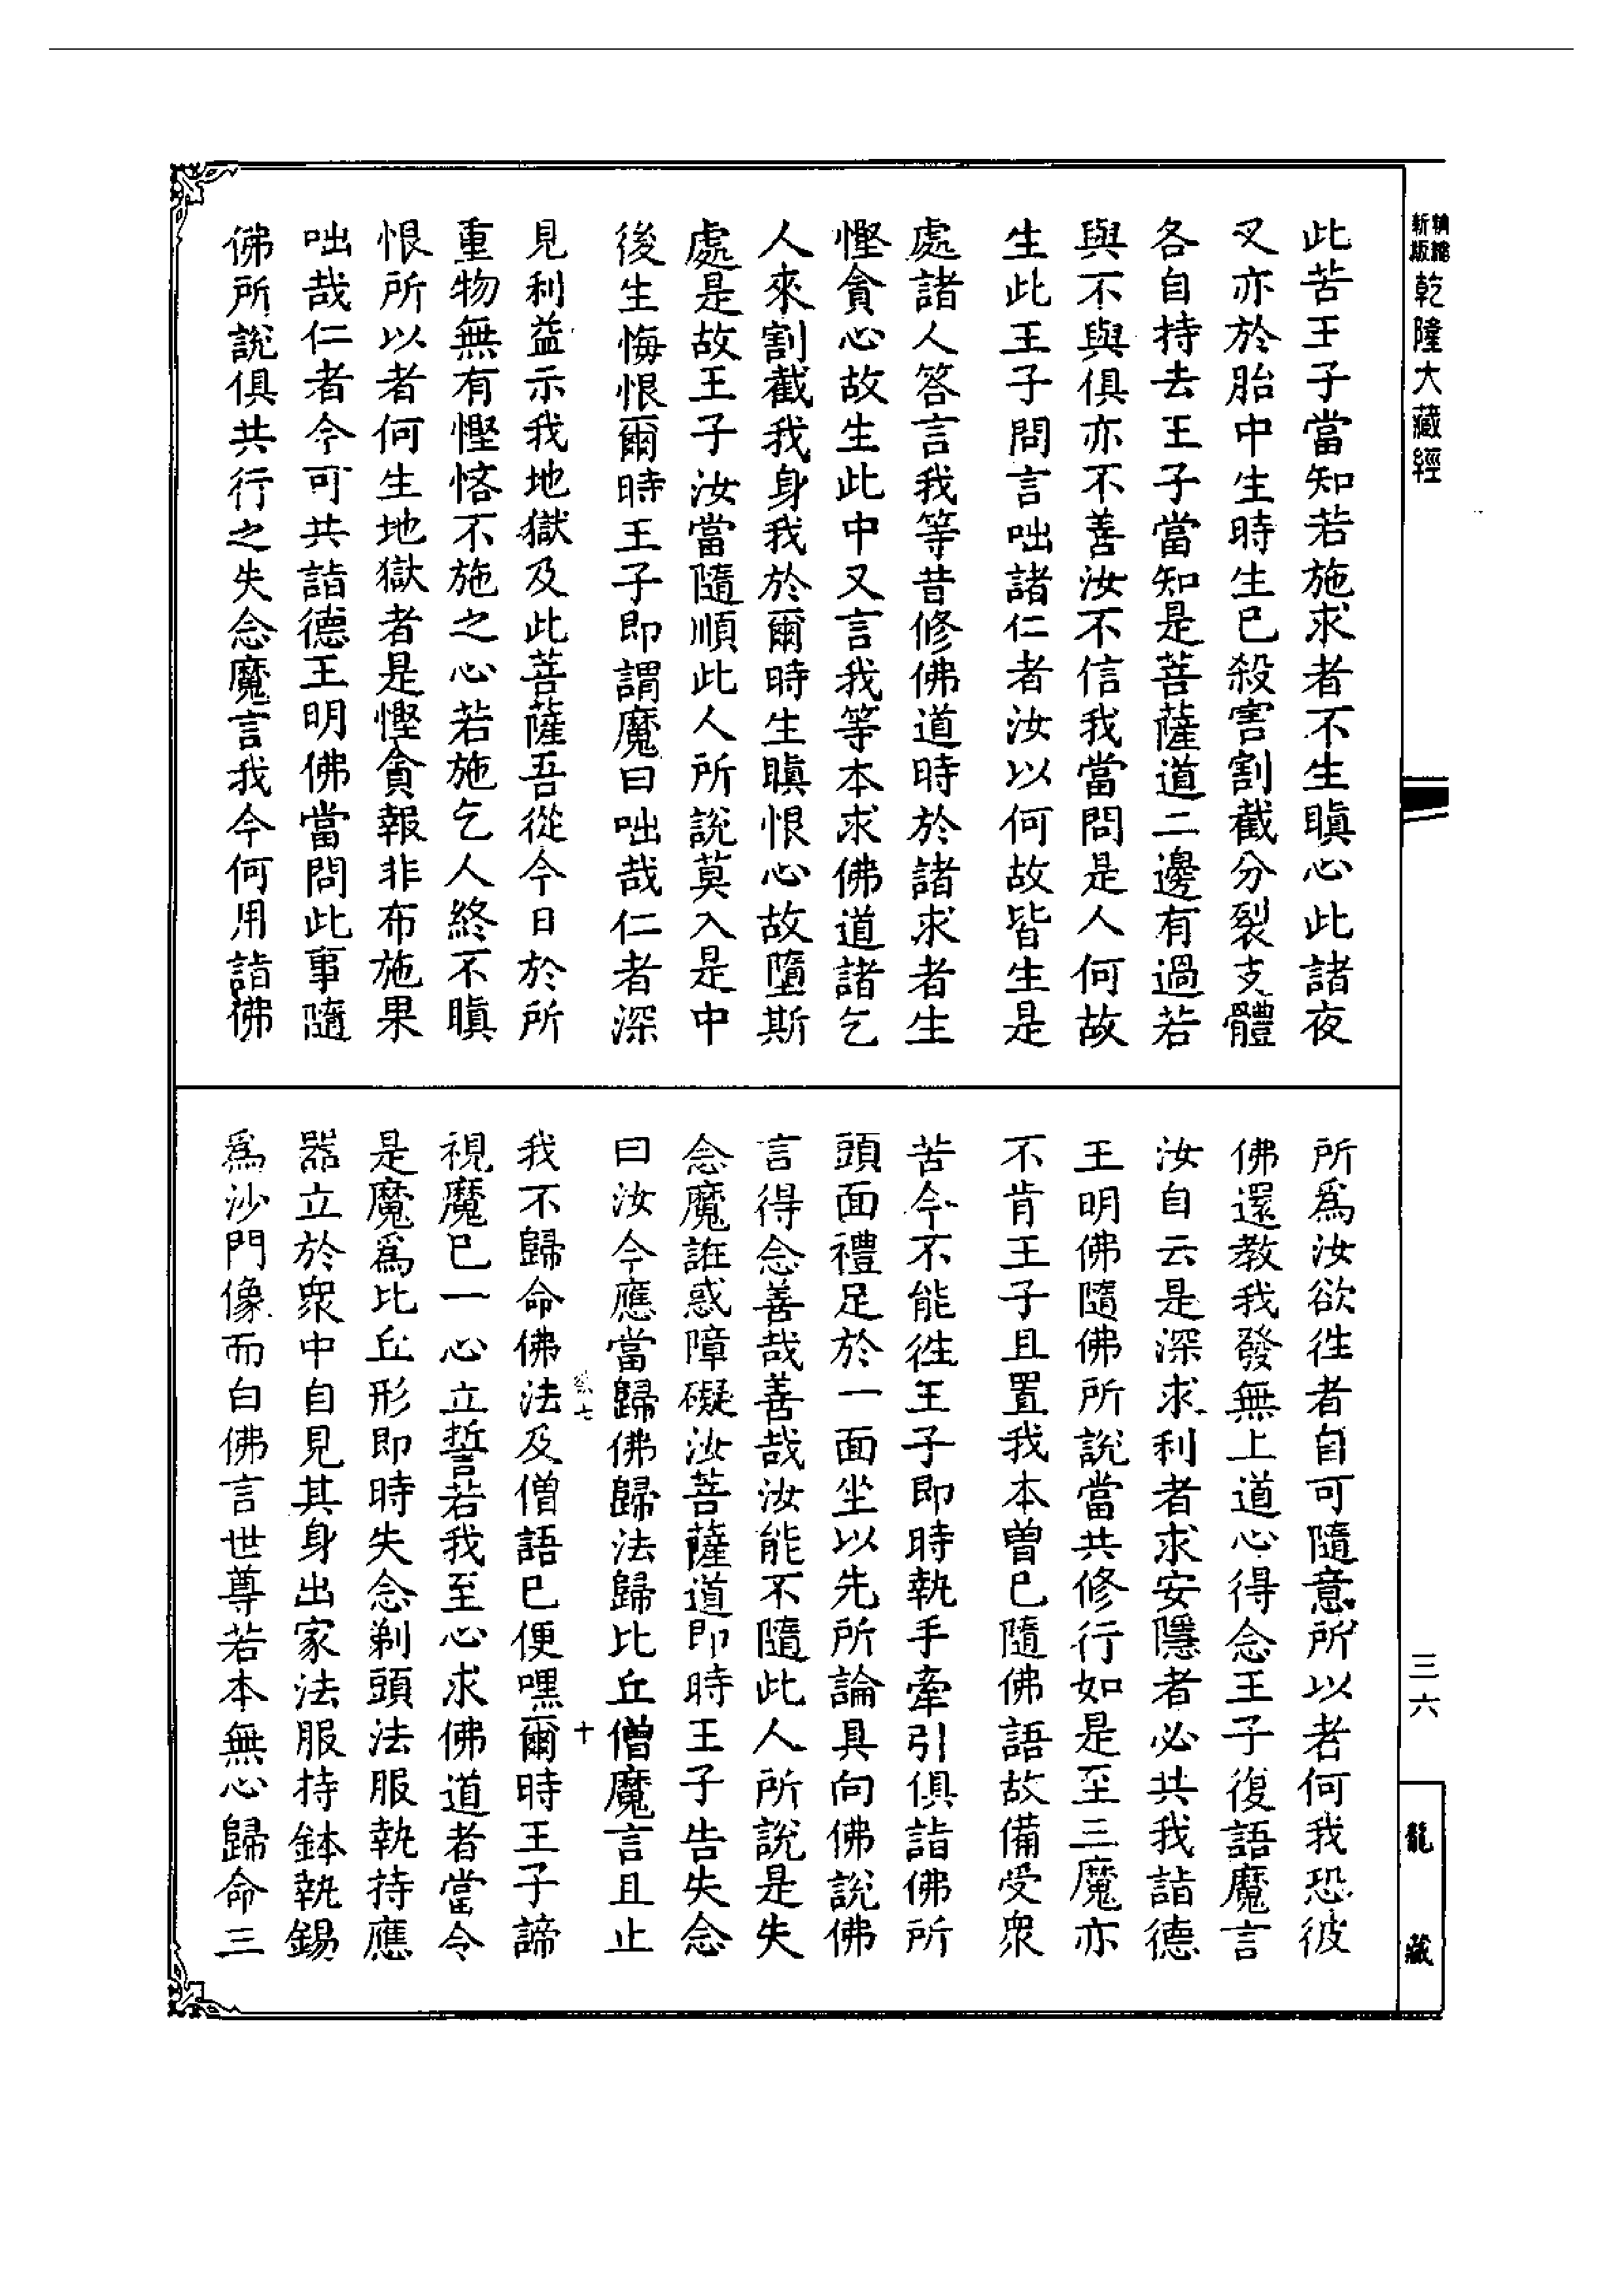 新版 精縮 乾隆大藏經
三六
龍藏
此苦王子當知若施求者不生瞋心此諸夜
叉亦於胎中生時生已殺害割截分裂支體
各自持去王子當知是菩薩道二邊有過若
與不與俱亦不善汝不信我當問是人何故
生此王子問言咄諸仁者汝以何故皆生是
處諸人答言我等昔修佛道時於諸求者生
慳貪心故生此中又言我等本求佛道諸乞
人來割截我身我於爾時生瞋恨心故墮斯
處是故王子汝當隨順此人所說莫入是中
後生悔恨爾時王子即謂魔曰咄哉仁者深
見利益示我地獄及此菩薩吾從今日於所
重物無有慳悋不施之心若施乞人終不瞋
恨所以者何生地獄者是慳貪報非布施果
咄哉仁者今可共詣德王明佛當問此事隨
佛所說俱共行之失念魔言我今何用詣佛
所爲汝欲往者自可隨意所以者何我恐彼
佛還教我發無上道心得念王子復語魔言
汝自云是深求利者求安隱者必共我詣德
王明佛隨佛所說當共修行如是至三魔亦
不肯王子且置我本曾已隨佛語故備受眾
苦今不能往王子即時執手牽引俱詣佛所
頭面禮足於一面坐以先所論具向佛說佛
言得念善哉善哉汝能不隨此人所說是失
念魔誑惑障礙汝菩薩道即時王子告失念
曰汝今應當歸佛歸法歸比丘僧魔言且止
我不歸命佛法及僧語已便嘿爾時王子諦
視魔已一心立誓若我至心求佛道者當令
是魔爲比丘形即時失念剃頭法服執持應
器立於眾中自見其身出家法服持鉢執錫
爲沙門像而白佛言世尊若本無心歸命三
七
十